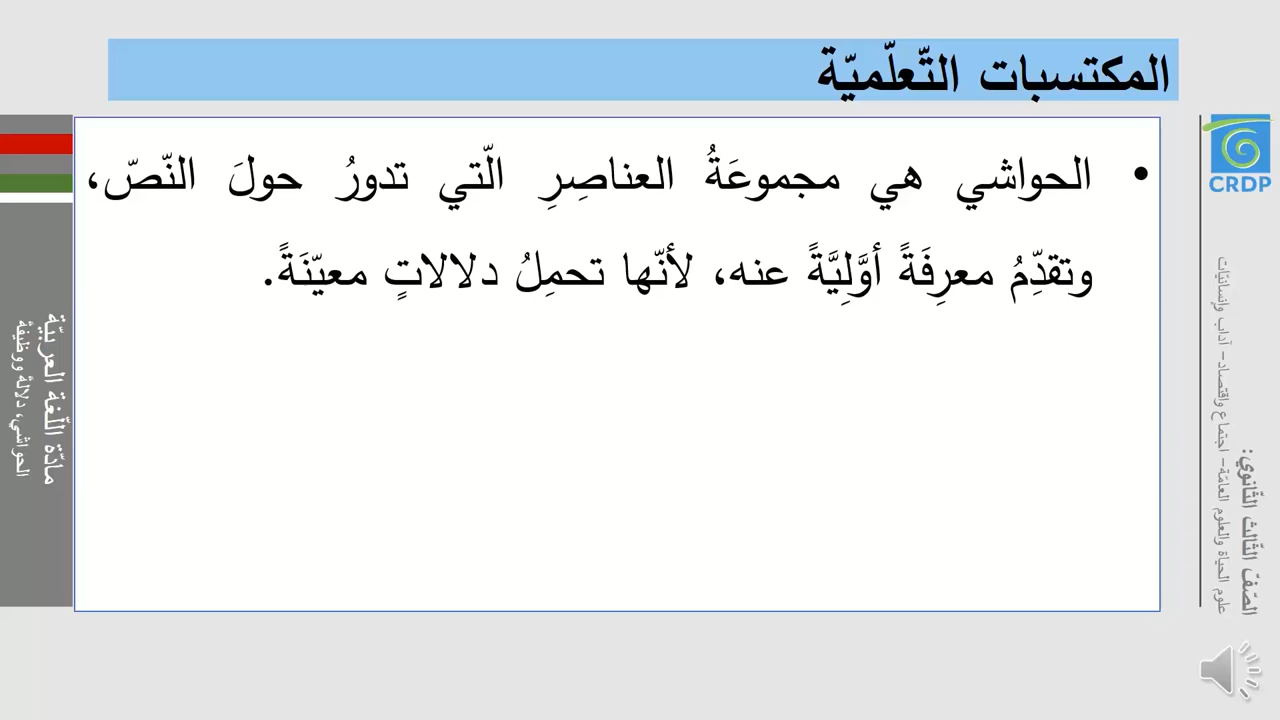 المكتسبات التّعلّميّة
• الحواشي هي مجموعَةُ العناصِرِ الّتي تدورُ حولَ النّصّ،
وتقدِّمُ معرِفَةً أوَّلِيَّةً عنه، لأنّها تحمِلُ دلالاتٍ معيّنَةً.
CRDP
الصّفّ الثّالث الثّانوي:
علوم الحياة والعلوم العامّة– اجتماع واقتصاد– آداب وإنسانيّات
مادّة اللّغة العربيّة
الحواشي، دلالةً ووظيفةً